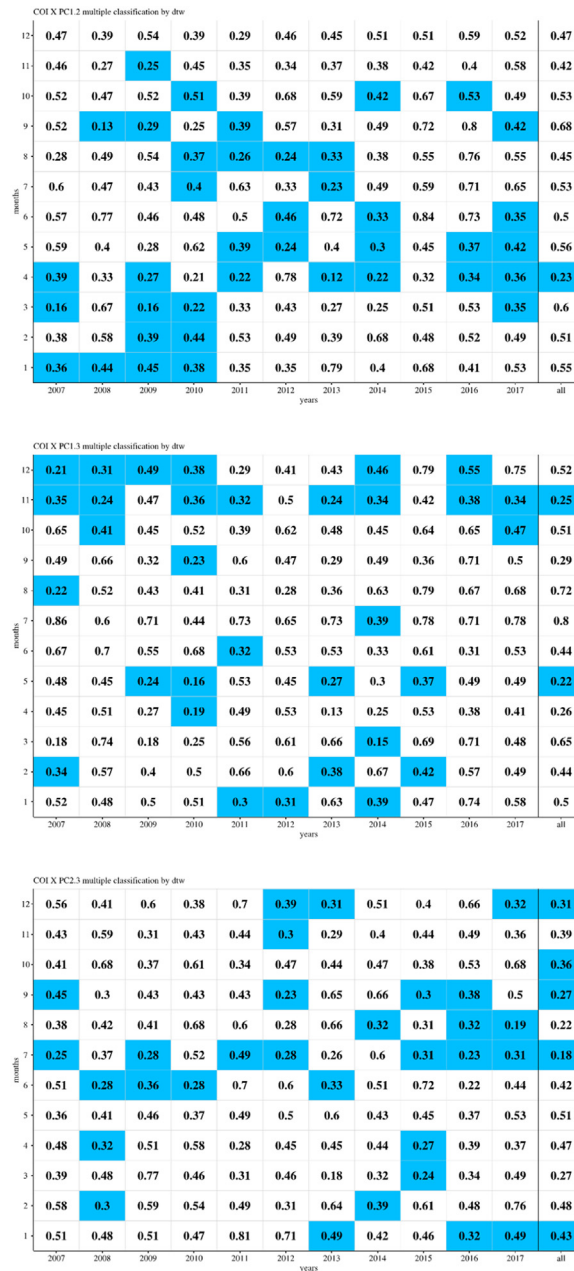 COI X PC1.2 multiple classification by dtw
12 0.47 0.39 0.54 0.39 0.29 0.46 0.45 0.51 0.51 0.59 0.52 0.47
11 0.46 0.27 0.25 0.45 0.35 0.34 0.37 0.38 0.42 0.4 0.58 0.42
10 0.52 0.47 0.52 0.51 0.39 0.68 0.59 0.42 0.67 0.53 0.49 0.53
9 0.52 0.13 0.29 0.25 0.39 0.57 0.31 0.49 0.72 0.8 0.42 0.68
8 0.28 0.49 0.54 0.37 0.26 0.24 0.33 0.38 0.55 0.76 0.55 0.45
7 0.6 0.47 0.43 0.4 0.63 0.33 0.23 0.49 0.59 0.71 0.65 0.53
months
6 0.57 0.77 0.46 0.48 0.5 0.46 0.72 0.33 0.84 0.73 0.35 0.5
5 0.59 0.4 0.28 0.62 0.39 0.24 0.4 0.3 0.45 0.37 0.42 0.56
4 0.39 0.33 0.27 0.21 0.22 0.78 0.12 0.22 0.32 0.34 0.36 0.23
3 0.16 0.67 0.16 0.22 0.33 0.43 0.27 0.25 0.51 0.53 0.35 0.6
2 0.38 0.58 0.39 0.44 0.53 0.49 0.39 0.68 0.48 0.52 0.49 0.51
1 0.36 0.44 0.45 0.38 0.35 0.35 0.79 0.4 0.68 0.41 0.53 0.55
2007 2008 2009 2010 2011 2012 2013 2014 2015 2016 2017 all
years
COI X PC1.3 multiple classification by dtw
12 0.21 0.31 0.49 0.38 0.29 0.41 0.43 0.46 0.79 0.55 0.75 0.52
11 0.35 0.24 0.47 0.36 0.32 0.5 0.24 0.34 0.42 0.38 0.34 0.25
10 0.65 0.41 0.45 0.52 0.39 0.62 0.48 0.45 0.64 0.65 0.47 0.51
9 0.49 0.66 0.32 0.23 0.6 0.47 0.29 0.49 0.36 0.71 0.5 0.29
8 0.22 0.52 0.43 0.41 0.31 0.28 0.36 0.63 0.79 0.67 0.68 0.72
7 0.86 0.6 0.71 0.44 0.73 0.65 0.73 0.39 0.78 0.71 0.78 0.8
months
6 0.67 0.7 0.55 0.68 0.32 0.53 0.53 0.33 0.61 0.31 0.53 0.44
5 0.48 0.45 0.24 0.16 0.53 0.45 0.27 0.3 0.37 0.49 0.49 0.22
4 0.45 0.51 0.27 0.19 0.49 0.53 0.13 0.25 0.53 0.38 0.41 0.26
3 0.18 0.74 0.18 0.25 0.56 0.61 0.66 0.15 0.69 0.71 0.48 0.65
2 0.34 0.57 0.4 0.5 0.66 0.6 0.38 0.67 0.42 0.57 0.49 0.44
1 0.52 0.48 0.5 0.51 0.3 0.31 0.63 0.39 0.47 0.74 0.58 0.5
2007 2008 2009 2010 2011 2012 2013 2014 2015 2016 2017 all
years
COI X PC2.3 multiple classification by dtw
12 0.56 0.41 0.6 0.38 0.7 0.39 0.31 0.51 0.4 0.66 0.32 0.31
11 0.43 0.59 0.31 0.43 0.44 0.3 0.29 0.4 0.44 0.49 0.36 0.39
10 0.41 0.68 0.37 0.61 0.34 0.47 0.44 0.47 0.38 0.53 0.68 0.36
9 0.45 0.3 0.43 0.43 0.43 0.23 0.65 0.66 0.3 0.38 0.5 0.27
8 0.38 0.42 0.41 0.68 0.6 0.28 0.66 0.32 0.31 0.32 0.19 0.22
7 0.25 0.37 0.28 0.52 0.49 0.28 0.26 0.6 0.31 0.23 0.31 0.18
months
6 0.51 0.28 0.36 0.28 0.7 0.6 0.33 0.51 0.72 0.22 0.44 0.42
5 0.36 0.41 0.46 0.37 0.49 0.5 0.6 0.43 0.45 0.37 0.53 0.51
4 0.48 0.32 0.51 0.58 0.28 0.45 0.45 0.44 0.27 0.39 0.37 0.47
3 0.39 0.48 0.77 0.46 0.31 0.46 0.18 0.32 0.24 0.34 0.49 0.27
2 0.58 0.3 0.59 0.54 0.49 0.31 0.64 0.39 0.61 0.48 0.76 0.48
1 0.51 0.48 0.51 0.47 0.81 0.71 0.49 0.42 0.46 0.32 0.49 0.43
2007 2008 2009 2010 2011 2012 2013 2014 2015 2016 2017 all
years